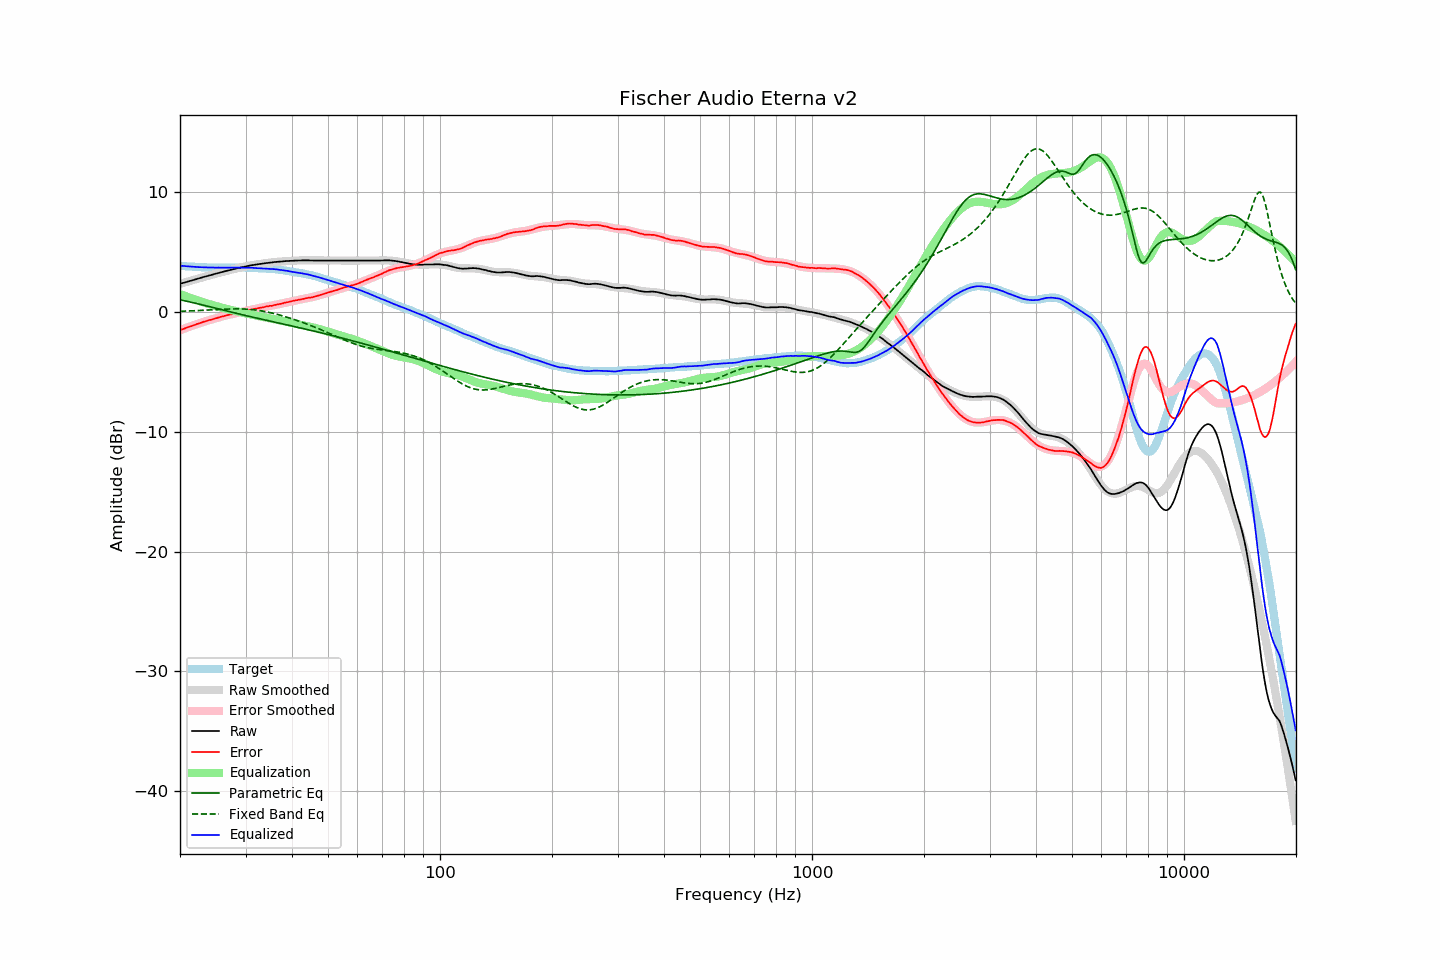 Fischer Audio Eterna v2
Amplitude (dBr)
10
0
−10
−20
−30
−40
Target
Raw Smoothed
Error Smoothed
Raw
Error
Equalization
Parametric Eq
Fixed Band Eq
Equalized
100
1000
10000
Frequency (Hz)